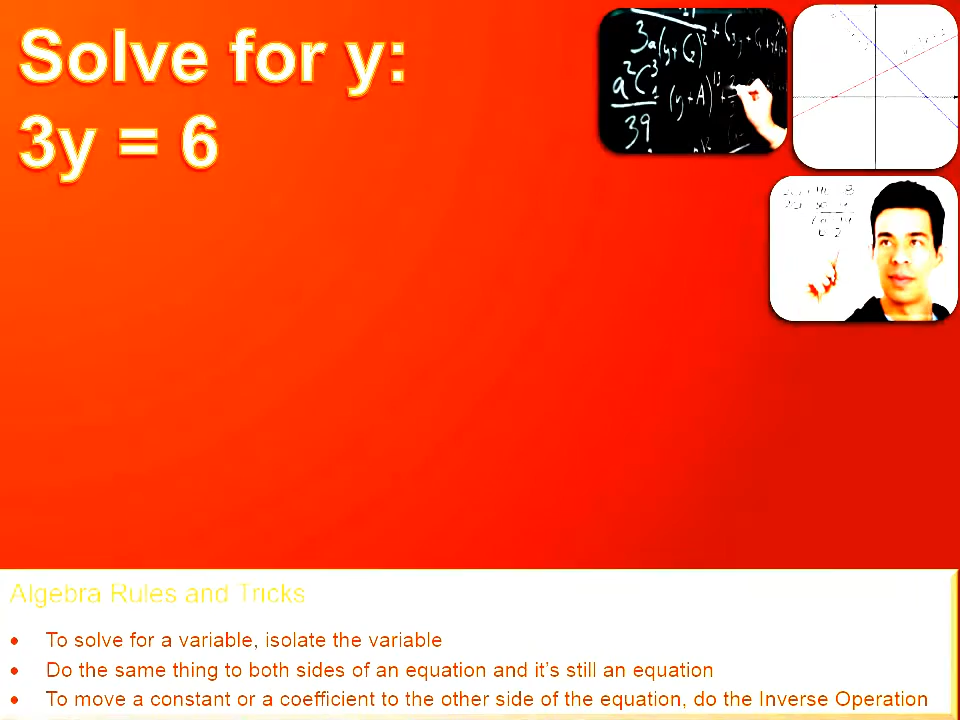 Solve for y:
3y = 6
Algebra Rules and Tricks
• To solve for a variable, isolate the variable
• Do the same thing to both sides of an equation and it's still an equation
• To move a constant or a coefficient to the other side of the equation, do the Inverse Operation
39